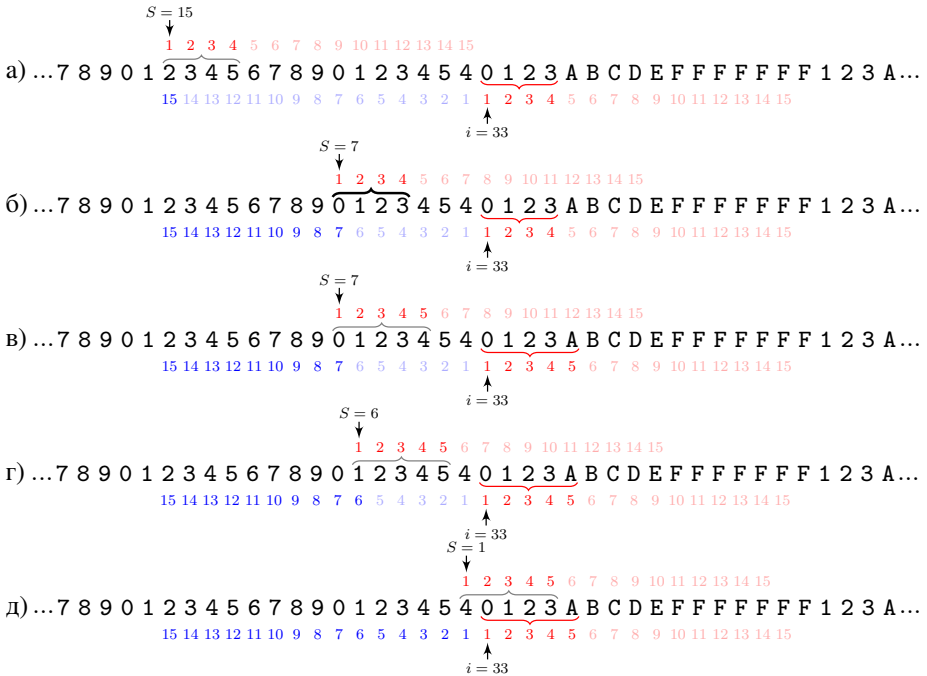 S = 15
1 2 3 4 5 6 7 8 9 10 11 12 13 14 15
а) ...7 8 9 0 1 2 3 4 5 6 7 8 9 0 1 2 3 4 5 4 0 1 2 3 A B C D E F F F F F F F 1 2 3 A...
15 14 13 12 11 10 9 8 7 6 5 4 3 2 1 1 2 3 4 5 6 7 8 9 10 11 12 13 14 15
i = 33
S = 7
1 2 3 4 5 6 7 8 9 10 11 12 13 14 15
б) ...7 8 9 0 1 2 3 4 5 6 7 8 9 0 1 2 3 4 5 4 0 1 2 3 A B C D E F F F F F F F 1 2 3 A...
15 14 13 12 11 10 9 8 7 6 5 4 3 2 1 1 2 3 4 5 6 7 8 9 10 11 12 13 14 15
i = 33
S = 7
1 2 3 4 5 6 7 8 9 10 11 12 13 14 15
в) ...7 8 9 0 1 2 3 4 5 6 7 8 9 0 1 2 3 4 5 4 0 1 2 3 A B C D E F F F F F F F 1 2 3 A...
15 14 13 12 11 10 9 8 7 6 5 4 3 2 1 1 2 3 4 5 6 7 8 9 10 11 12 13 14 15
i = 33
S = 6
1 2 3 4 5 6 7 8 9 10 11 12 13 14 15
г) ...7 8 9 0 1 2 3 4 5 6 7 8 9 0 1 2 3 4 5 4 0 1 2 3 A B C D E F F F F F F F 1 2 3 A...
15 14 13 12 11 10 9 8 7 6 5 4 3 2 1 1 2 3 4 5 6 7 8 9 10 11 12 13 14 15
i = 33
S = 1
1 2 3 4 5 6 7 8 9 10 11 12 13 14 15
д) ...7 8 9 0 1 2 3 4 5 6 7 8 9 0 1 2 3 4 5 4 0 1 2 3 A B C D E F F F F F F F 1 2 3 A...
15 14 13 12 11 10 9 8 7 6 5 4 3 2 1 1 2 3 4 5 6 7 8 9 10 11 12 13 14 15
i = 33